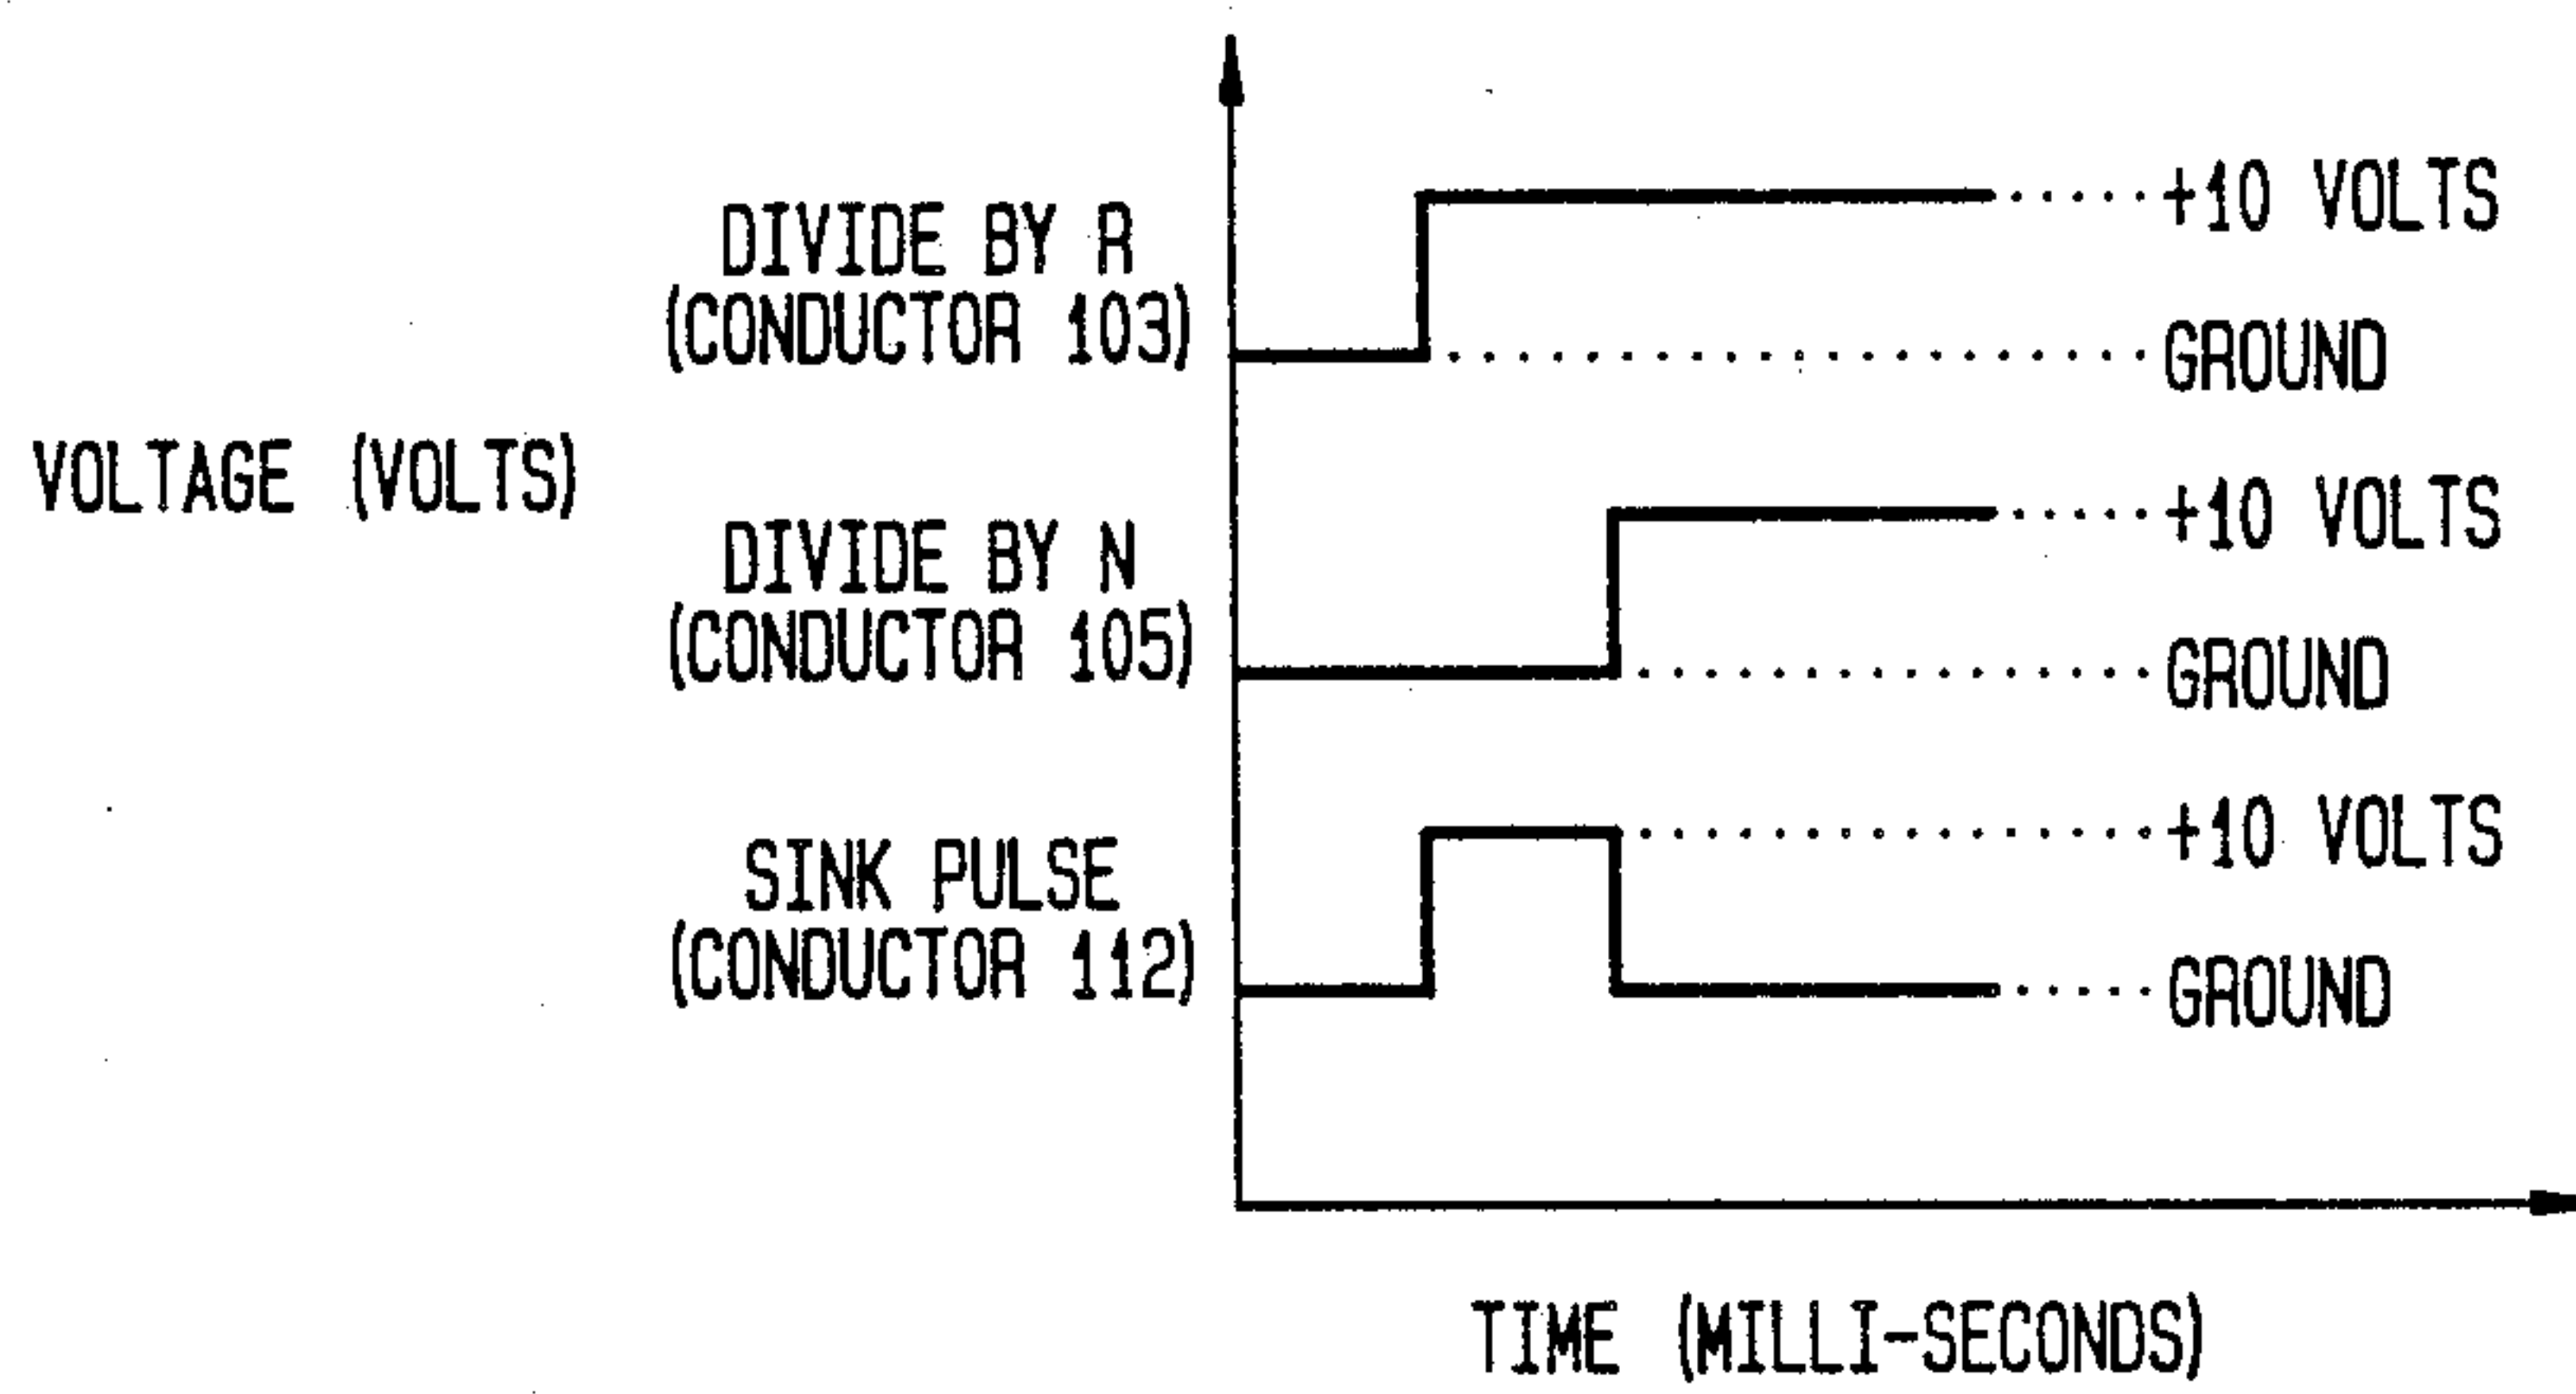 DIVIDE BY R
(CONDUCTOR 103)
+10 VOLTS
GROUND
VOLTAGE (VOLTS)
DIVIDE BY N
(CONDUCTOR 105)
+10 VOLTS
GROUND
SINK PULSE
(CONDUCTOR 112)
+10 VOLTS
GROUND
TIME (MILLI-SECONDS)